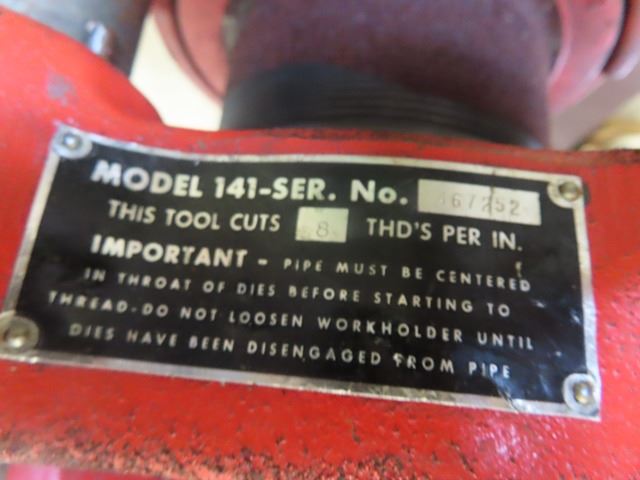 MODEL 141-SER. No. 467252
THIS TOOL CUTS 8 THD'S PER IN.
IMPORTANT - PIPE MUST BE CENTERED
IN THROAT OF DIES BEFORE STARTING TO
THREAD-DO NOT LOOSEN WORKHOLDER UNTIL
DIES HAVE BEEN DISENGAGED FROM PIPE